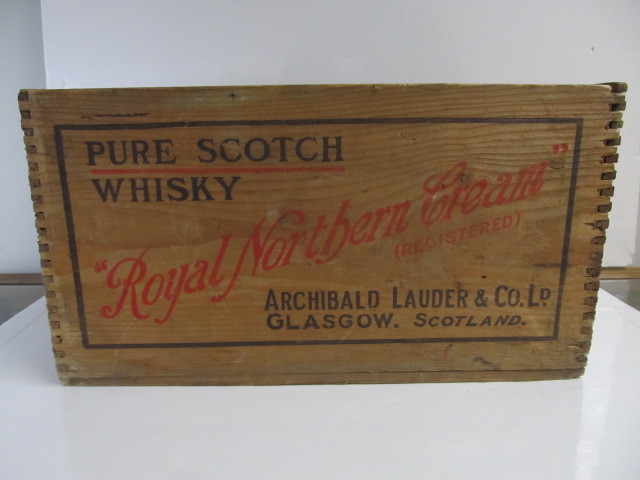 PURE SCOTCH
WHISKY
"Royal Northern Cream"
(REGISTERED)
ARCHIBALD LAUDER & CO. LD
GLASGOW. SCOTLAND.